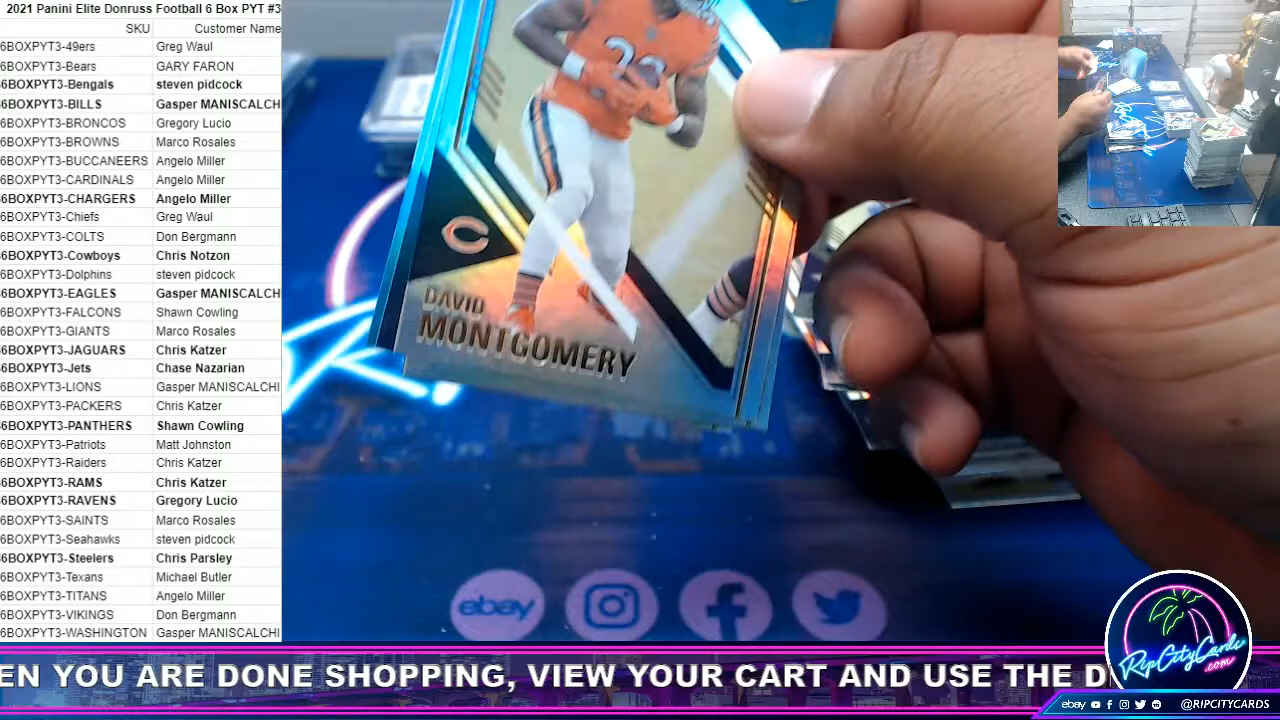 2021 Panini Elite Donruss Football 6 Box PYT #3
SKU Customer Name
6BOXPYT3-49ers Greg Waul
6BOXPYT3-Bears GARY FARON
6BOXPYT3-Bengals steven pidcock
6BOXPYT3-BILLS Gasper MANISCALCH
6BOXPYT3-BRONCOS Gregory Lucio
6BOXPYT3-BROWNS Marco Rosales
6BOXPYT3-BUCCANEERS Angelo Miller
6BOXPYT3-CARDINALS Angelo Miller
6BOXPYT3-CHARGERS Angelo Miller
6BOXPYT3-Chiefs Greg Waul
6BOXPYT3-COLTS Don Bergmann
6BOXPYT3-Cowboys Chris Notzon
6BOXPYT3-Dolphins steven pidcock
6BOXPYT3-EAGLES Gasper MANISCALCH
6BOXPYT3-FALCONS Shawn Cowling
6BOXPYT3-GIANTS Marco Rosales
6BOXPYT3-JAGUARS Chris Katzer
6BOXPYT3-Jets Chase Nazarian
6BOXPYT3-LIONS Gasper MANISCALCHI
6BOXPYT3-PACKERS Chris Katzer
6BOXPYT3-PANTHERS Shawn Cowling
6BOXPYT3-Patriots Matt Johnston
6BOXPYT3-Raiders Chris Katzer
6BOXPYT3-RAMS Chris Katzer
6BOXPYT3-RAVENS Gregory Lucio
6BOXPYT3-SAINTS Marco Rosales
6BOXPYT3-Seahawks steven pidcock
6BOXPYT3-Steelers Chris Parsley
6BOXPYT3-Texans Michael Butler
6BOXPYT3-TITANS Angelo Miller
6BOXPYT3-VIKINGS Don Bergmann
6BOXPYT3-WASHINGTON Gasper MANISCALCHI
DAVID
MONTGOMERY
ebay
EN YOU ARE DONE SHOPPING, VIEW YOUR CART AND USE THE D
RipCityCards
.com
ebay @RIPCITYCARDS